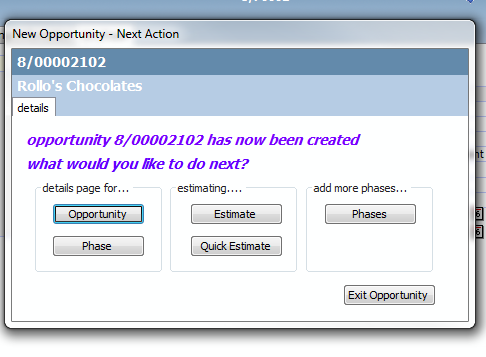 New Opportunity - Next Action
8/00002102
Rollo's Chocolates
details
opportunity 8/00002102 has now been created
what would you like to do next?
details page for... estimating.... add more phases...
Opportunity Estimate Phases
Phase Quick Estimate
Exit Opportunity